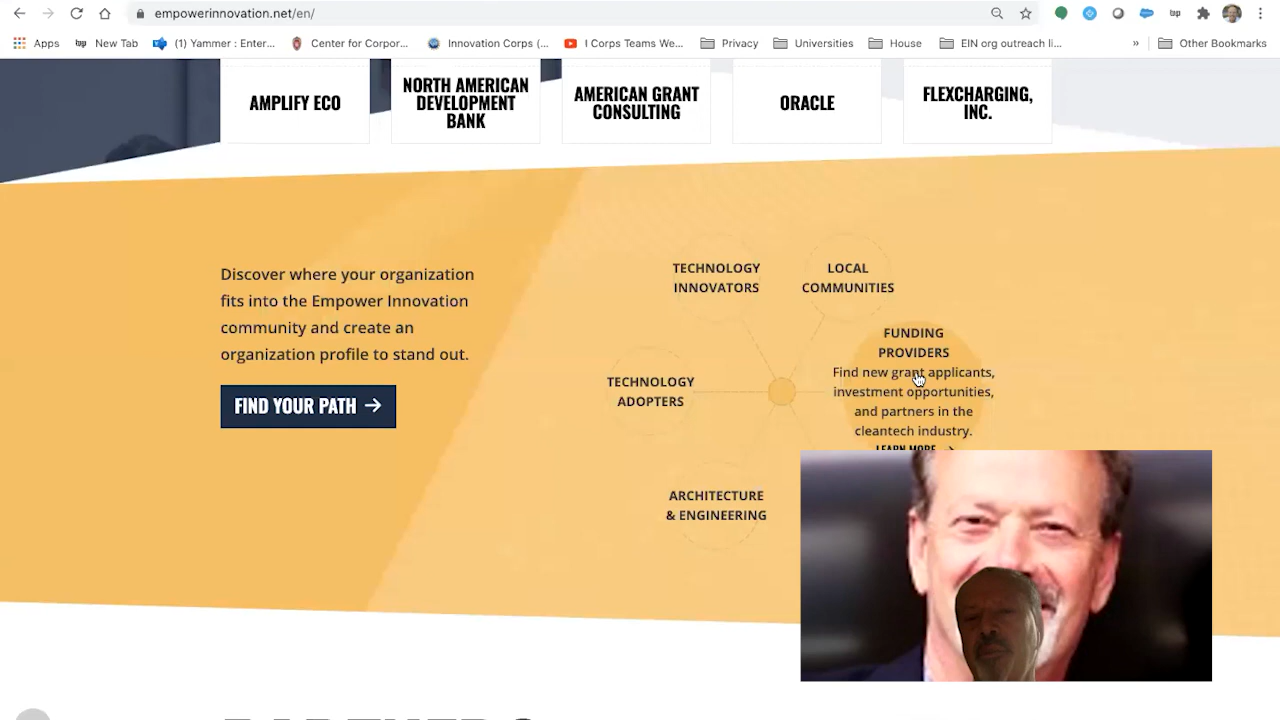 empowerinnovation.net/en/
Apps
New Tab
(1) Yammer : Enter...
Center for Corpor...
Innovation Corps (...
I Corps Teams We...
Privacy
Universities
House
EIN org outreach li...
»
Other Bookmarks
AMPLIFY ECO
NORTH AMERICAN
DEVELOPMENT
BANK
AMERICAN GRANT
CONSULTING
ORACLE
FLEXCHARGING,
INC.
Discover where your organization
fits into the Empower Innovation
community and create an
organization profile to stand out.
FIND YOUR PATH →
TECHNOLOGY
INNOVATORS
LOCAL
COMMUNITIES
FUNDING
PROVIDERS
Find new grant applicants,
investment opportunities,
and partners in the
cleantech industry.
LEARN MORE
TECHNOLOGY
ADOPTERS
ARCHITECTURE
& ENGINEERING